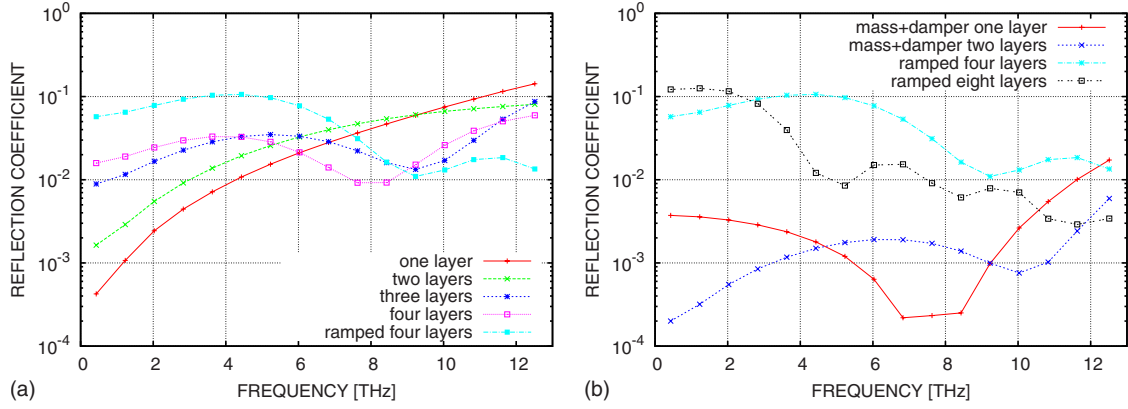 REFLECTION COEFFICIENT
10^0
10^-1
10^-2
10^-3
10^-4
one layer
two layers
three layers
four layers
ramped four layers
0 2 4 6 8 10 12
(a) FREQUENCY [THz]
REFLECTION COEFFICIENT
10^0
10^-1
10^-2
10^-3
10^-4
mass+damper one layer
mass+damper two layers
ramped four layers
ramped eight layers
0 2 4 6 8 10 12
(b) FREQUENCY [THz]